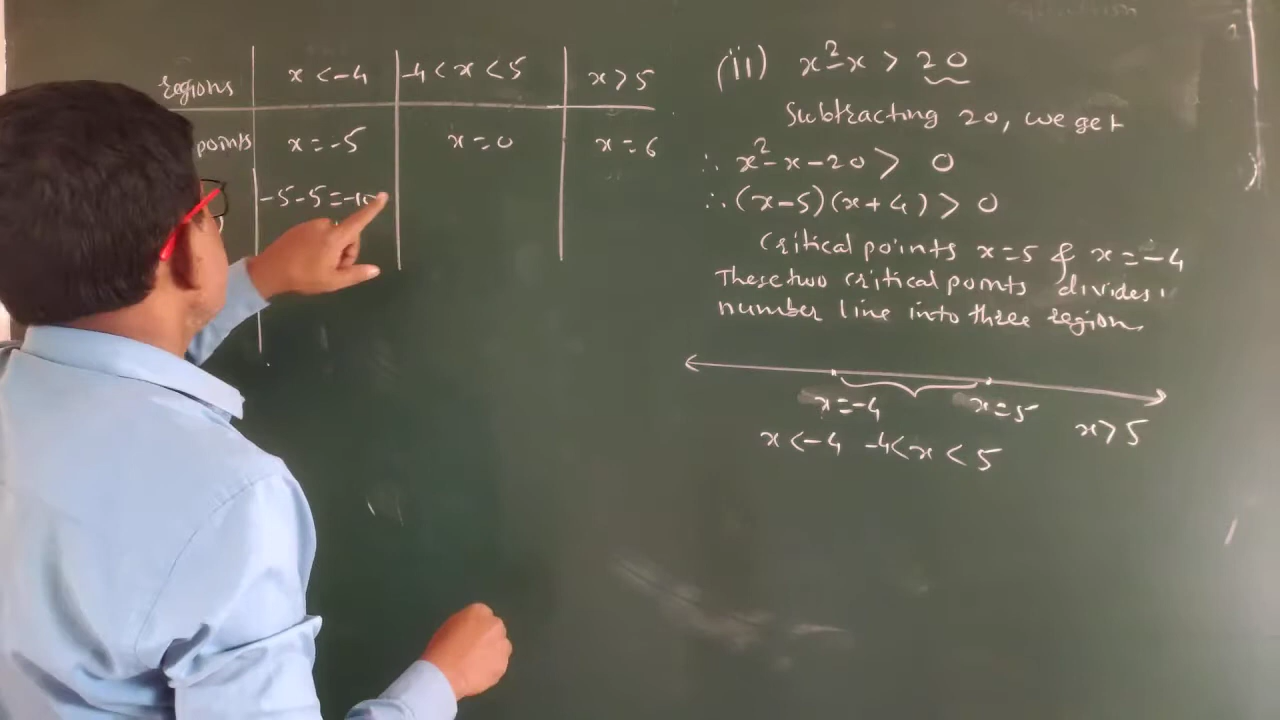 regions x < -4 -4 < x < 5 x > 5
points x = -5 x = 0 x = 6
-5 - 5 = -10
(ii) x² - x > 20
Subtracting 20, we get
∴ x² - x - 20 > 0
∴ (x - 5)(x + 4) > 0
Critical points x = 5 & x = -4
These two critical points divides
number line into three region.
x = -4 x = 5
x < -4 -4 < x < 5 x > 5